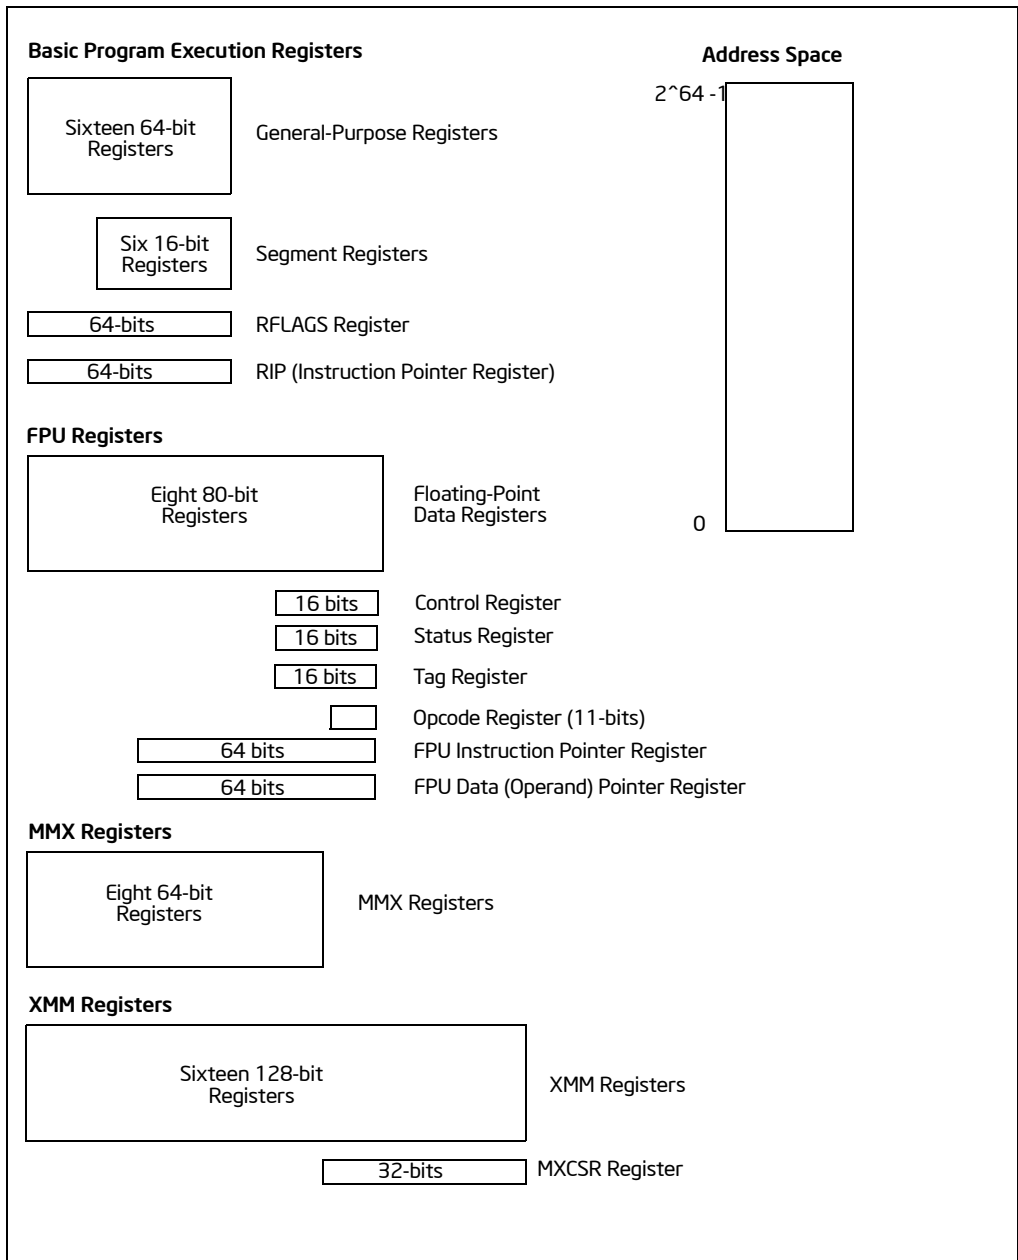 Basic Program Execution Registers
Address Space
2^64 -1
Sixteen 64-bit
Registers
General-Purpose Registers
Six 16-bit
Registers
Segment Registers
64-bits
RFLAGS Register
64-bits
RIP (Instruction Pointer Register)
FPU Registers
Eight 80-bit
Registers
Floating-Point
Data Registers
0
16 bits
Control Register
16 bits
Status Register
16 bits
Tag Register
Opcode Register (11-bits)
64 bits
FPU Instruction Pointer Register
64 bits
FPU Data (Operand) Pointer Register
MMX Registers
Eight 64-bit
Registers
MMX Registers
XMM Registers
Sixteen 128-bit
Registers
XMM Registers
32-bits
MXCSR Register